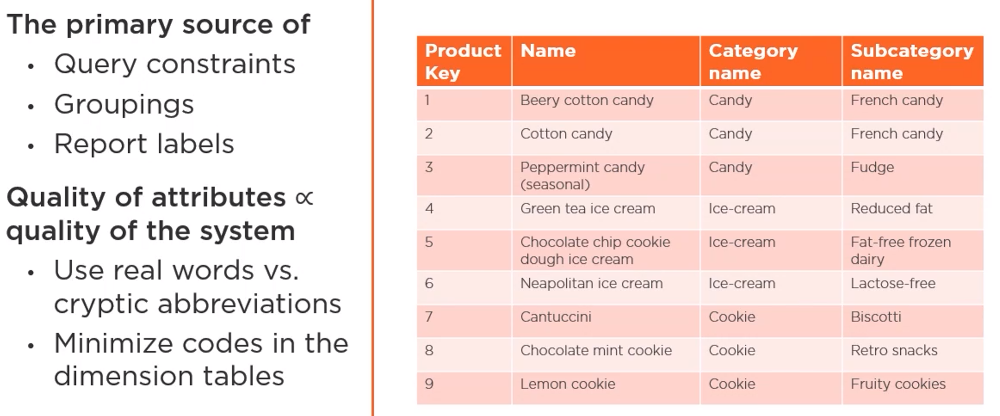 The primary source of
• Query constraints
• Groupings
• Report labels
Quality of attributes ∝
quality of the system
• Use real words vs.
cryptic abbreviations
• Minimize codes in the
dimension tables
Product Key | Name | Category name | Subcategory name
1 | Beery cotton candy | Candy | French candy
2 | Cotton candy | Candy | French candy
3 | Peppermint candy (seasonal) | Candy | Fudge
4 | Green tea ice cream | Ice-cream | Reduced fat
5 | Chocolate chip cookie dough ice cream | Ice-cream | Fat-free frozen dairy
6 | Neapolitan ice cream | Ice-cream | Lactose-free
7 | Cantuccini | Cookie | Biscotti
8 | Chocolate mint cookie | Cookie | Retro snacks
9 | Lemon cookie | Cookie | Fruity cookies